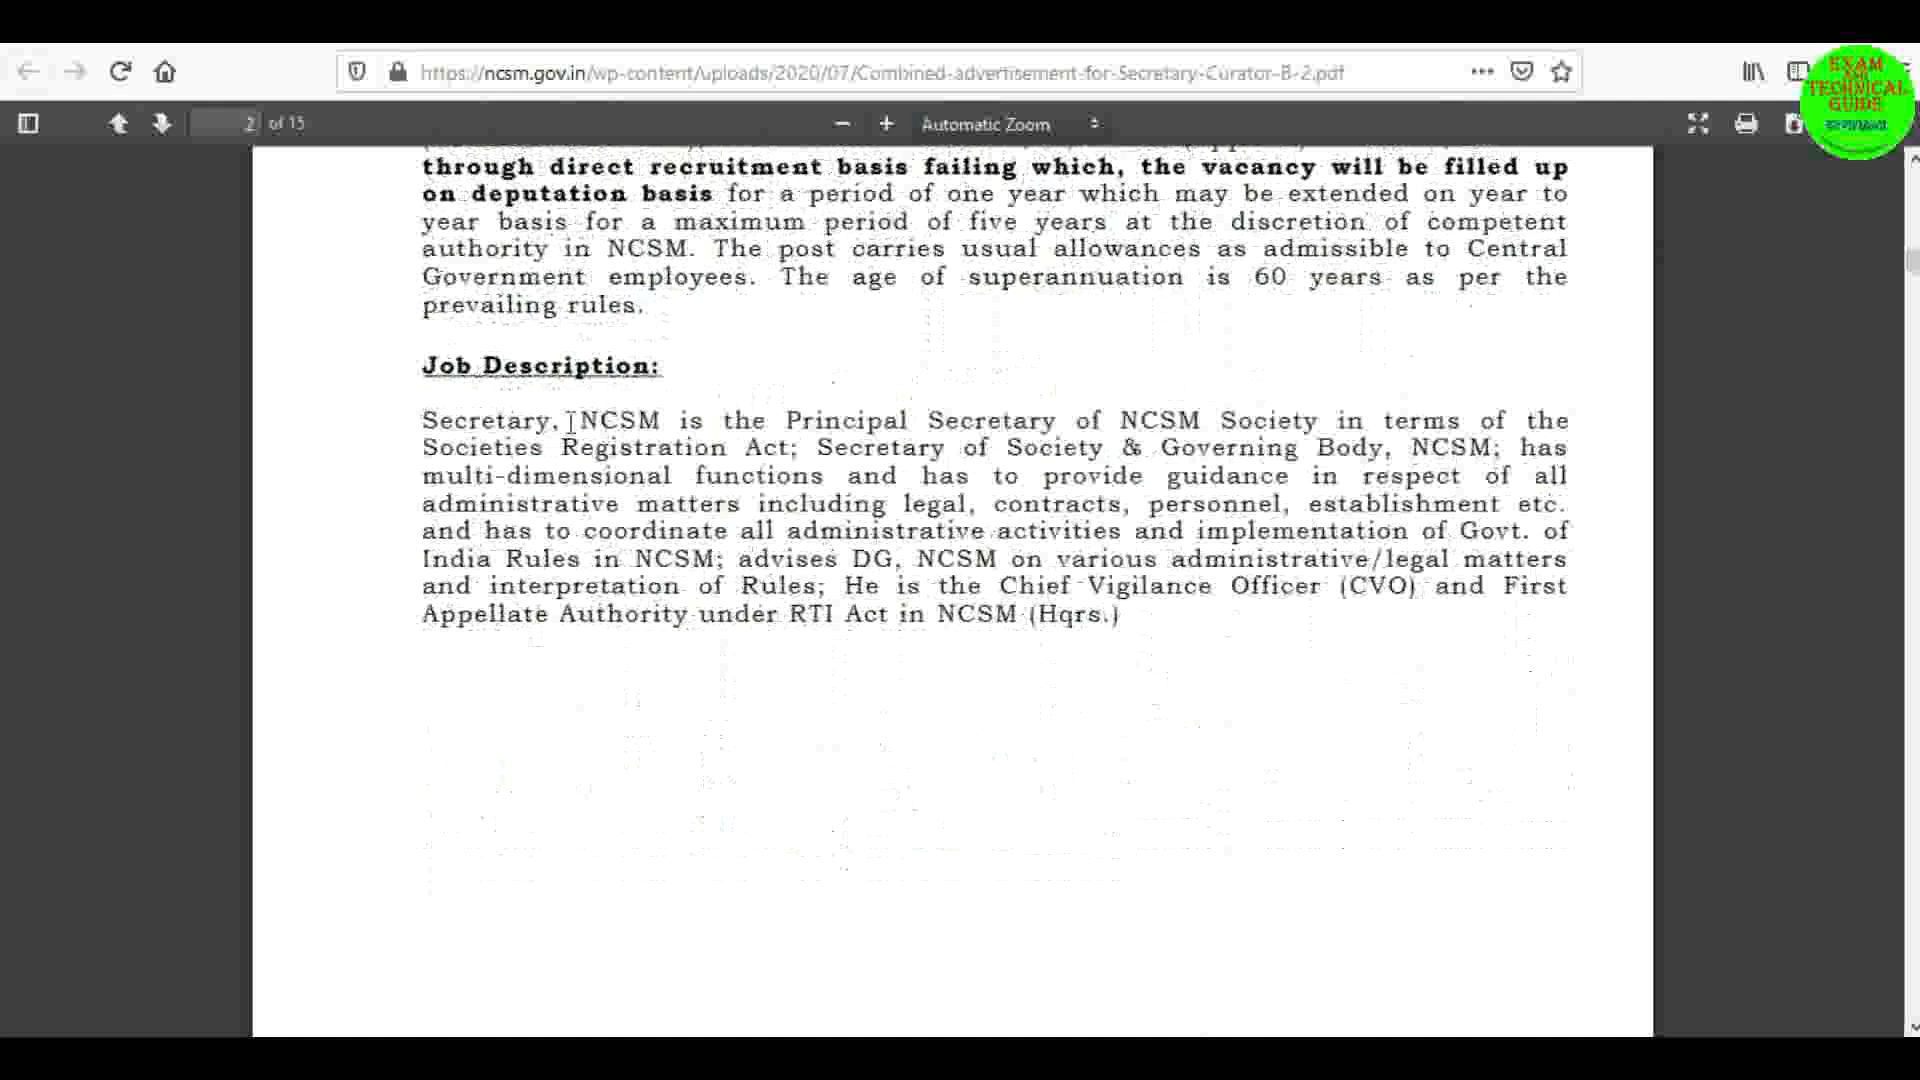 https://ncsm.gov.in/wp-content/uploads/2020/07/Combined-advertisement-for-Secretary-Curator-B-2.pdf
EXAM
AND
TECHNICAL
GUIDE
2 of 15
Automatic Zoom
through direct recruitment basis failing which, the vacancy will be filled up
on deputation basis for a period of one year which may be extended on year to
year basis for a maximum period of five years at the discretion of competent
authority in NCSM. The post carries usual allowances as admissible to Central
Government employees. The age of superannuation is 60 years as per the
prevailing rules.
Job Description:
Secretary, NCSM is the Principal Secretary of NCSM Society in terms of the
Societies Registration Act; Secretary of Society & Governing Body, NCSM; has
multi-dimensional functions and has to provide guidance in respect of all
administrative matters including legal, contracts, personnel, establishment etc.
and has to coordinate all administrative activities and implementation of Govt. of
India Rules in NCSM; advises DG, NCSM on various administrative/legal matters
and interpretation of Rules; He is the Chief Vigilance Officer (CVO) and First
Appellate Authority under RTI Act in NCSM (Hqrs.)